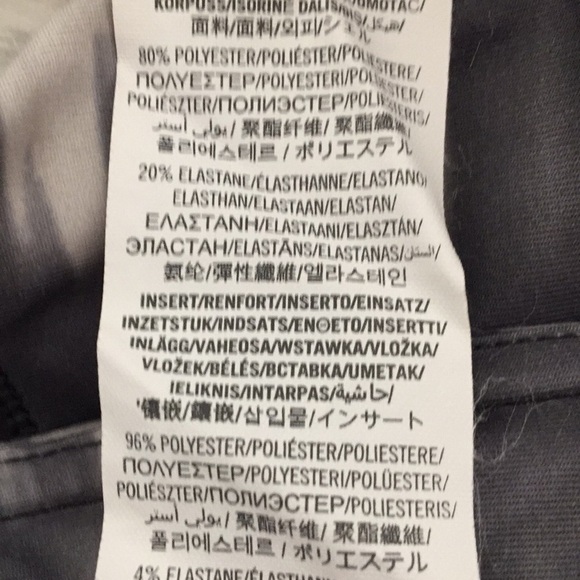 KORPUSS/IŠORINĖ DALIS/
面料/面料/외피/シェル
80% POLYESTER/POLIÉSTER/POLIESTERE/
ΠΟΛΥΕΣΤΕΡ/POLYESTERI/
POLIÉSZTER/ПОЛИЭСТЕР/POLIESTERIS/
بولي أستر/聚酯纤维/聚酯纖維/
폴리에스테르/ポリエステル
20% ELASTANE/ÉLASTHANNE/ELASTANO/
ELASTHAN/ELASTAAN/ELASTAN/
ΕΛΑΣΤΑΝΗ/ELASTAANI/ELASZTÁN/
ЭЛАСТАН/ELASTĀNS/ELASTANAS/
氨纶/彈性纖維/엘라스테인
INSERT/RENFORT/INSERTO/EINSATZ/
INZETSTUK/INDSATS/ΕΝΘΕΤΟ/INSERTTI/
INLÄGG/VAHEOSA/WSTAWKA/VLOŽKA/
VLOŽEK/BÉLÉS/ВСТАВКА/UMETAK/
IELIKNIS/INTARPAS/حاشية/
镶嵌/鑲嵌/삽입물/インサート
96% POLYESTER/POLIÉSTER/POLIESTERE/
ΠΟΛΥΕΣΤΕΡ/POLYESTERI/POLÜESTER/
POLIÉSZTER/ПОЛИЭСТЕР/POLIESTERIS/
بولي أستر/聚酯纤维/聚酯纖維/
폴리에스테르/ポリエステル
4% ELASTANE/ÉLASTHANNE/